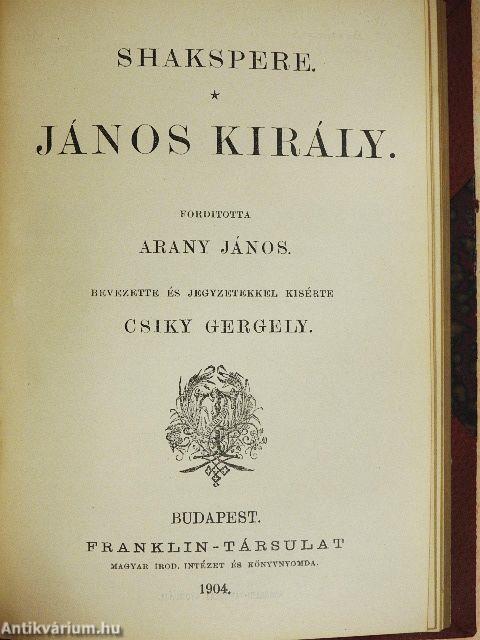 SHAKSPERE.
*
JÁNOS KIRÁLY.
FORDITOTTA
ARANY JÁNOS.
BEVEZETTE ÉS JEGYZETEKKEL KISÉRTE
CSIKY GERGELY.
BUDAPEST.
FRANKLIN-TÁRSULAT
MAGYAR IROD. INTÉZET ÉS KÖNYVNYOMDA.
1904.
Antikvárium.hu